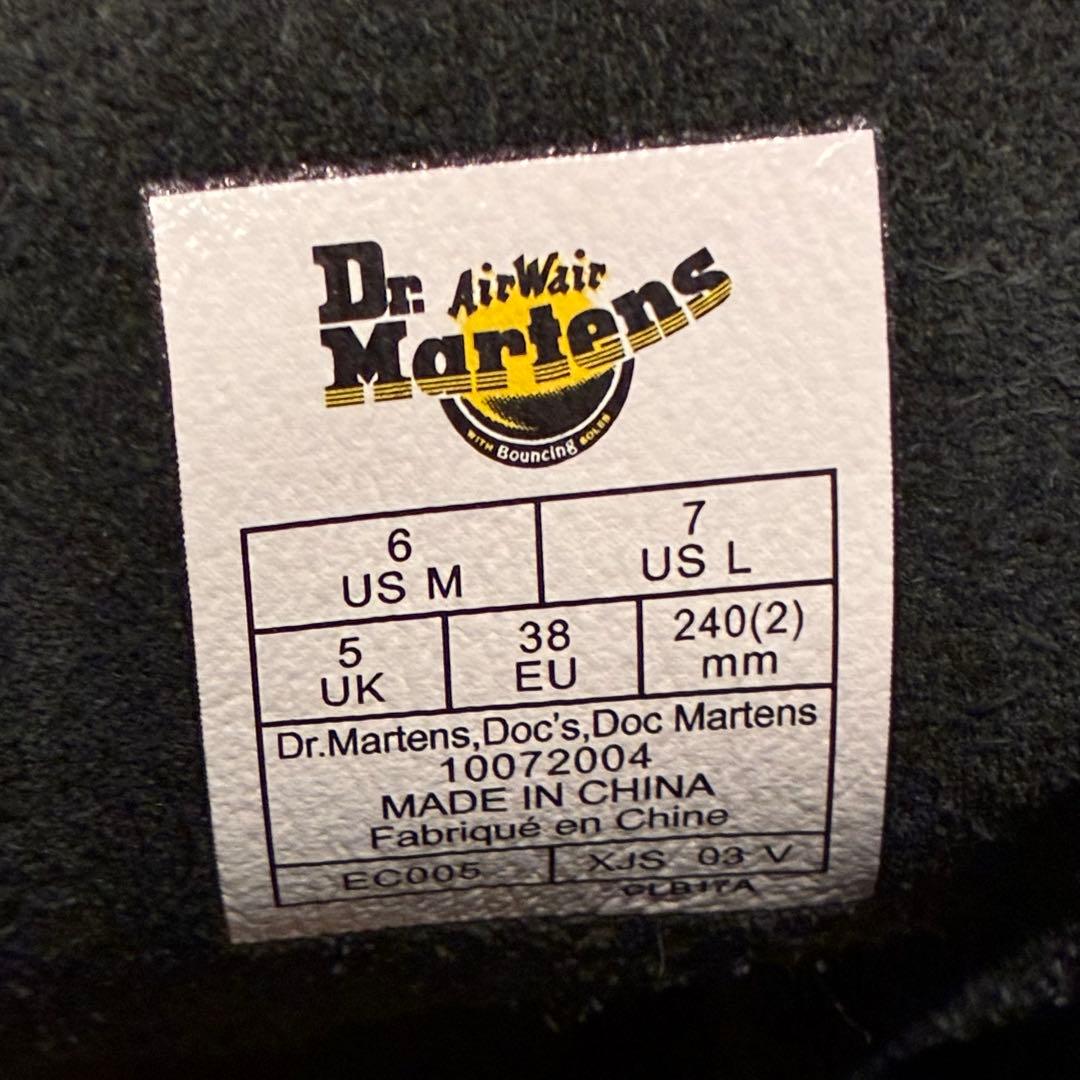 Dr. AirWair
Martens
WITH Bouncing SOLES
6 7
US M US L
5 38 240(2)
UK EU mm
Dr.Martens,Doc's,Doc Martens
10072004
MADE IN CHINA
Fabriqué en Chine
EC005 XJS 03 V